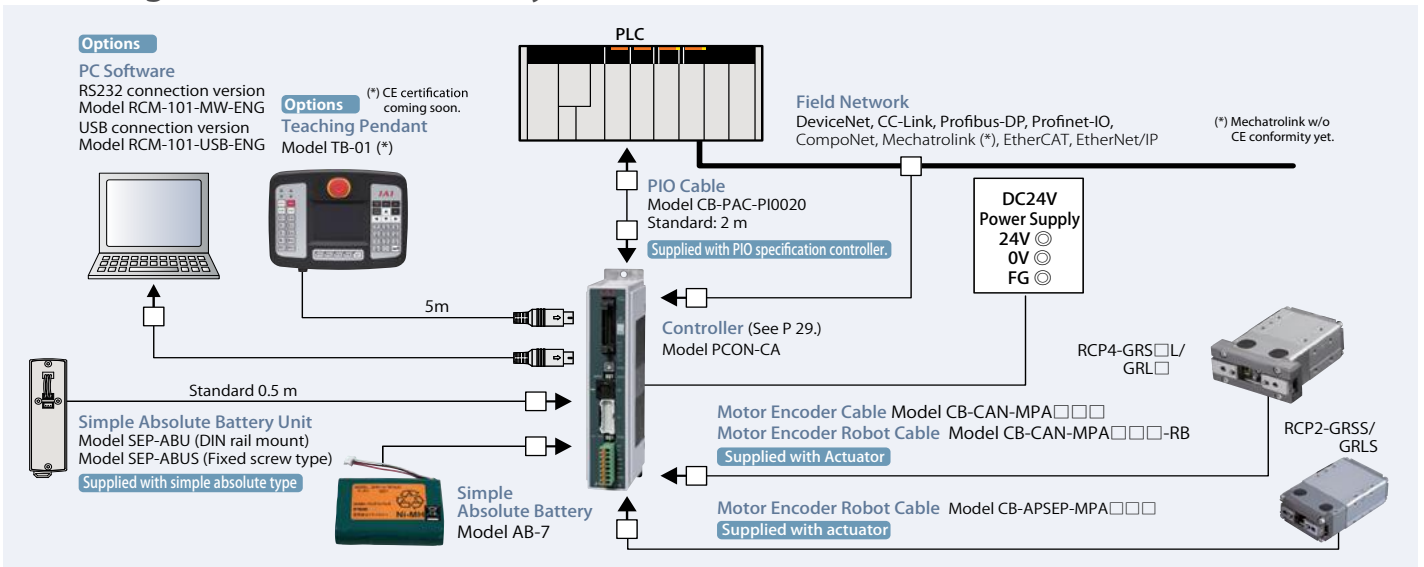 Options
PC Software
RS232 connection version
Model RCM-101-MW-ENG
USB connection version
Model RCM-101-USB-ENG
Options
(*) CE certification
coming soon.
Teaching Pendant
Model TB-01 (*)
IAI
5m
PLC
PIO Cable
Model CB-PAC-PI0020
Standard: 2 m
Supplied with PIO specification controller.
Field Network
DeviceNet, CC-Link, Profibus-DP, Profinet-IO,
CompoNet, Mechatrolink (*), EtherCAT, EtherNet/IP
(*) Mechatrolink w/o
CE conformity yet.
DC24V
Power Supply
24V ◎
0V ◎
FG ◎
Controller (See P 29.)
Model PCON-CA
RCP4-GRS□L/
GRL□
Standard 0.5 m
Simple Absolute Battery Unit
Model SEP-ABU (DIN rail mount)
Model SEP-ABUS (Fixed screw type)
Supplied with simple absolute type
Ni-MH
Simple
Absolute Battery
Model AB-7
Motor Encoder Cable Model CB-CAN-MPA□□□
Motor Encoder Robot Cable Model CB-CAN-MPA□□□-RB
Supplied with Actuator
RCP2-GRSS/
GRLS
Motor Encoder Robot Cable Model CB-APSEP-MPA□□□
Supplied with actuator